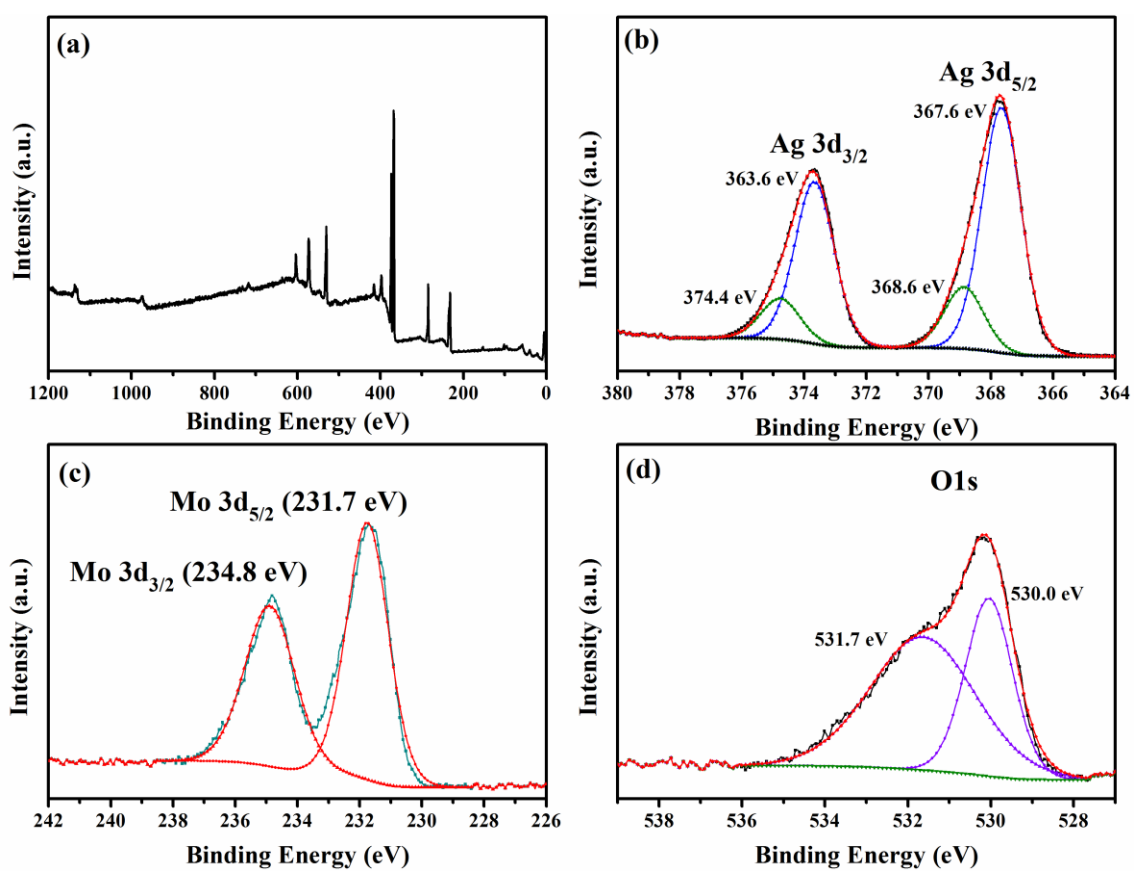 (a)
Intensity (a.u.)
1200 1000 800 600 400 200 0
Binding Energy (eV)
(b)
Ag 3d5/2
367.6 eV
Ag 3d3/2
363.6 eV
374.4 eV
368.6 eV
Intensity (a.u.)
380 378 376 374 372 370 368 366 364
Binding Energy (eV)
(c)
Mo 3d5/2 (231.7 eV)
Mo 3d3/2 (234.8 eV)
Intensity (a.u.)
242 240 238 236 234 232 230 228 226
Binding Energy (eV)
(d)
O1s
530.0 eV
531.7 eV
Intensity (a.u.)
538 536 534 532 530 528
Binding Energy (eV)